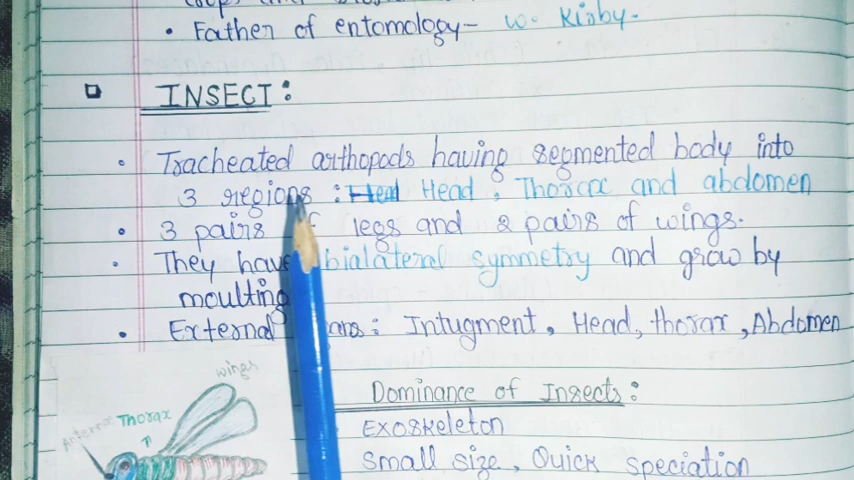 • Father of entomology- W. Kirby.
INSECT:
• Tracheated arthopods having segmented body into
3 regions : Head, Thorax and abdomen
• 3 pairs legs and 2 pairs of wings.
• They have bialateral symmetry and grow by
moulting
• External : Intugment, Head, thorax, Abdomen
wings
Antenna Thorax
Dominance of Insects:
Exoskeleton
Small size, Quick speciation